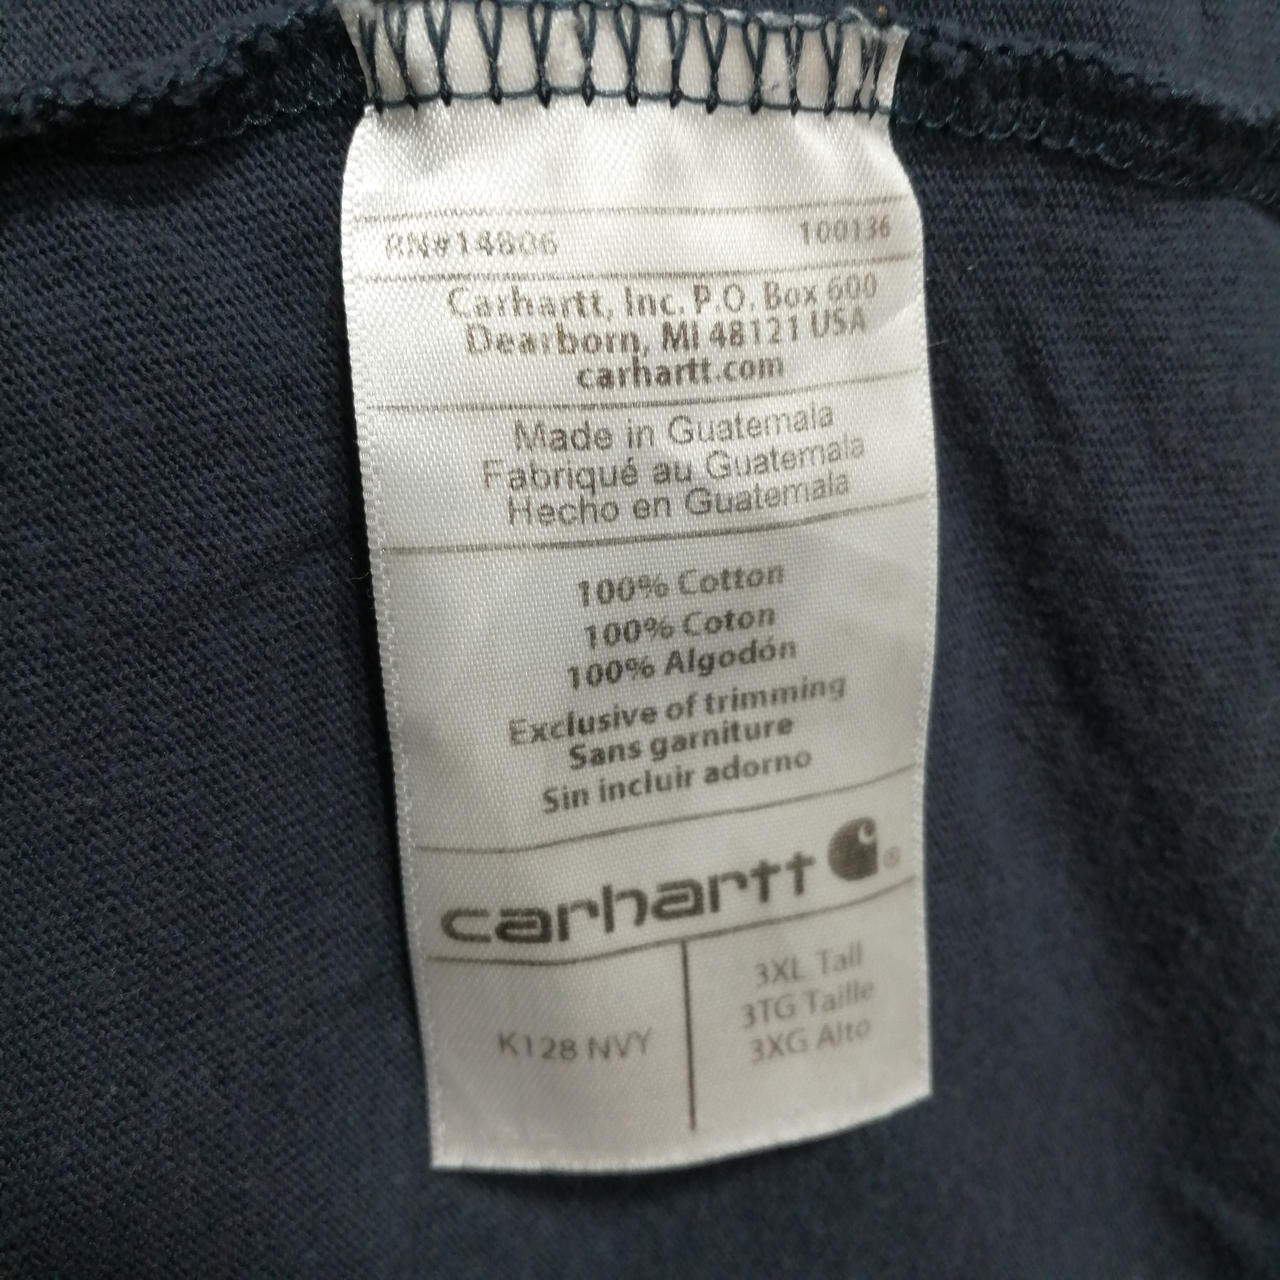 RN#14806 100136
Carhartt, Inc. P.O. Box 600
Dearborn, MI 48121 USA
carhartt.com
Made in Guatemala
Fabriqué au Guatemala
Hecho en Guatemala
100% Cotton
100% Coton
100% Algodón
Exclusive of trimming
Sans garniture
Sin incluir adorno
carhartt ®
K128 NVY
3XL Tall
3TG Taille
3XG Alto